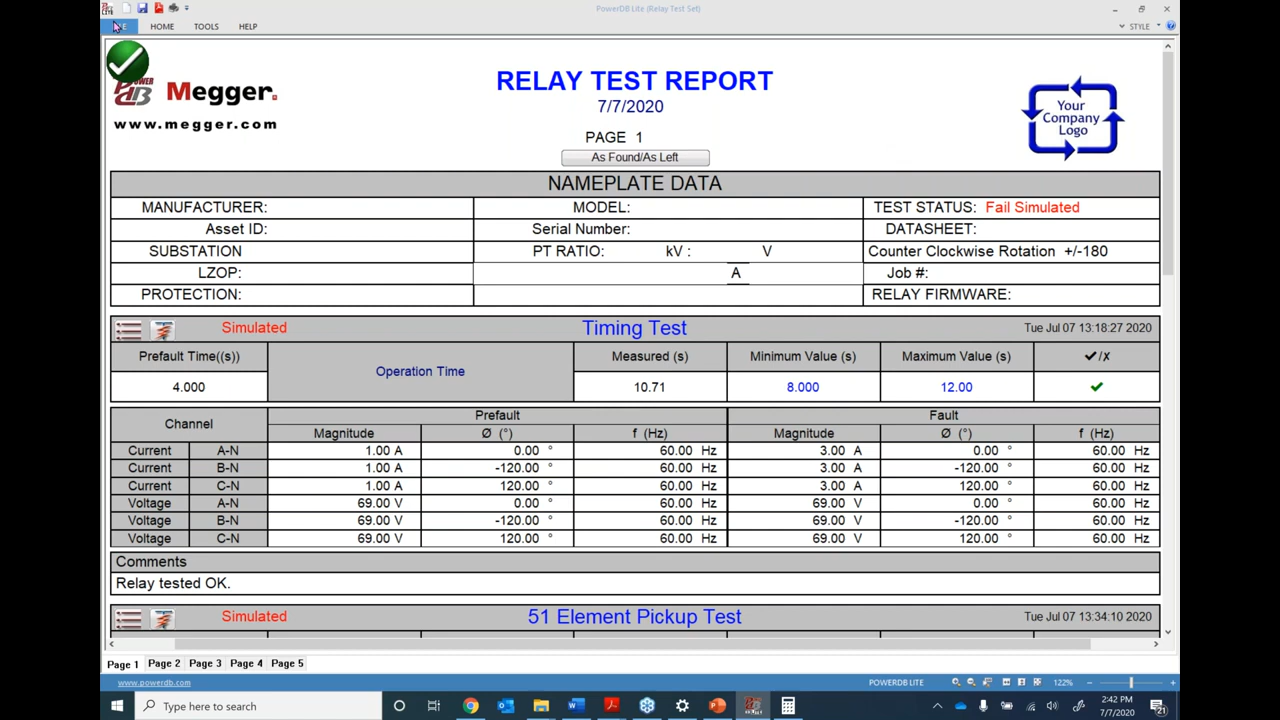 PowerDB Lite (Relay Test Set)
HOME TOOLS HELP STYLE
POWER DB Megger.
www.megger.com
RELAY TEST REPORT
7/7/2020
PAGE 1
As Found/As Left
Your Company Logo
NAMEPLATE DATA
MANUFACTURER: MODEL: TEST STATUS: Fail Simulated
Asset ID: Serial Number: DATASHEET:
SUBSTATION PT RATIO: kV : V Counter Clockwise Rotation +/-180
LZOP: A Job #:
PROTECTION: RELAY FIRMWARE:
Simulated Timing Test Tue Jul 07 13:18:27 2020
Prefault Time((s)) Operation Time Measured (s) Minimum Value (s) Maximum Value (s) ✔/✗
4.000 10.71 8.000 12.00 ✔
Channel Prefault Fault
Magnitude Ø (°) f (Hz) Magnitude Ø (°) f (Hz)
Current A-N 1.00 A 0.00 ° 60.00 Hz 3.00 A 0.00 ° 60.00 Hz
Current B-N 1.00 A -120.00 ° 60.00 Hz 3.00 A -120.00 ° 60.00 Hz
Current C-N 1.00 A 120.00 ° 60.00 Hz 3.00 A 120.00 ° 60.00 Hz
Voltage A-N 69.00 V 0.00 ° 60.00 Hz 69.00 V 0.00 ° 60.00 Hz
Voltage B-N 69.00 V -120.00 ° 60.00 Hz 69.00 V -120.00 ° 60.00 Hz
Voltage C-N 69.00 V 120.00 ° 60.00 Hz 69.00 V 120.00 ° 60.00 Hz
Comments
Relay tested OK.
Simulated 51 Element Pickup Test Tue Jul 07 13:34:10 2020
Page 1 Page 2 Page 3 Page 4 Page 5
www.powerdb.com POWERDB LITE 122%
Type here to search 2:42 PM
7/7/2020 21